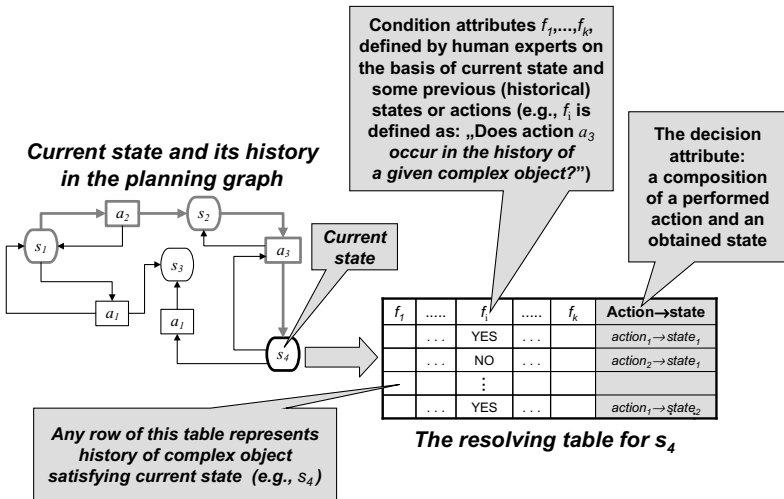 Condition attributes f1,...,fk,
defined by human experts on
the basis of current state and
some previous (historical)
states or actions (e.g., fi is
defined as: „Does action a3
occur in the history of
a given complex object?”)
The decision
attribute:
a composition
of a performed
action and an
obtained state
Current state and its history
in the planning graph
s1
a2
s2
a3
s3
a1
a1
s4
Current
state
f1 ..... fi ..... fk Action→state
. . . YES . . . action1→state1
. . . NO . . . action2→state1
⋮
. . . YES . . . action1→state2
The resolving table for s4
Any row of this table represents
history of complex object
satisfying current state (e.g., s4)